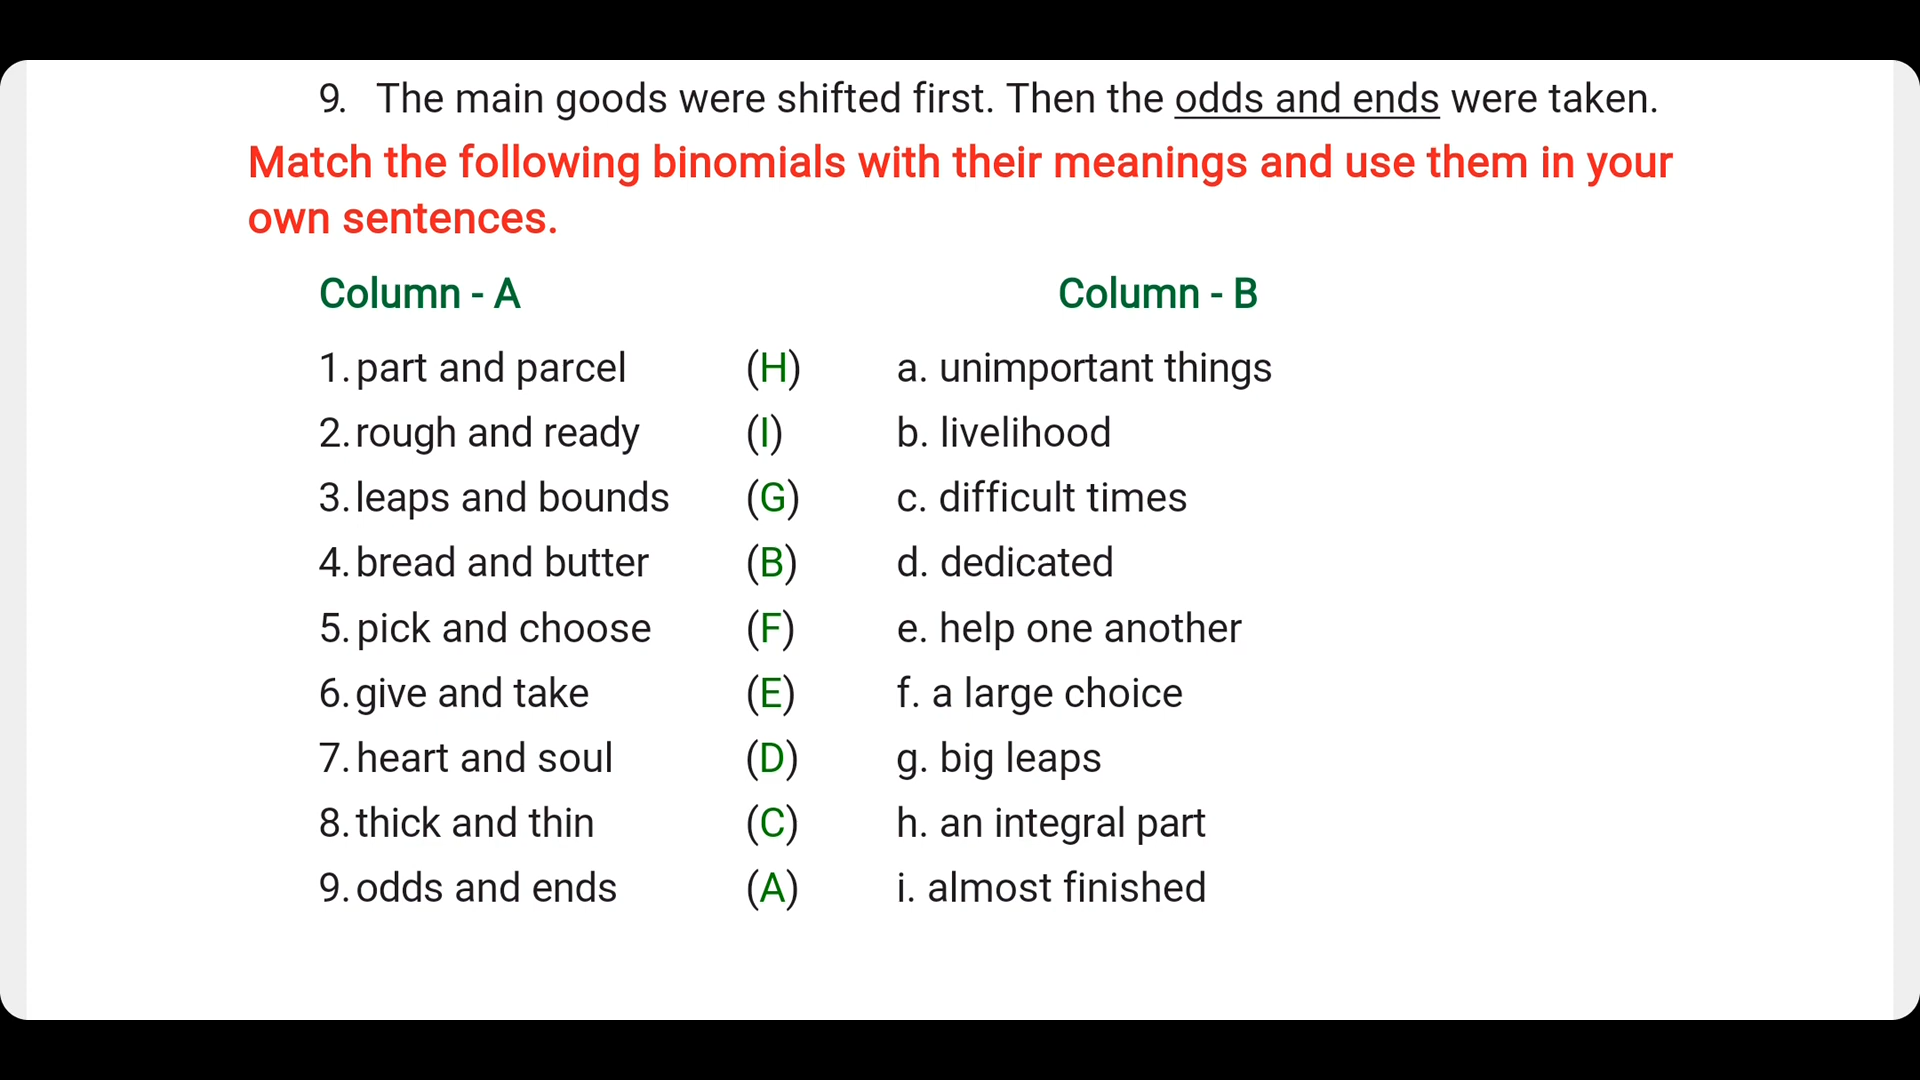 9. The main goods were shifted first. Then the odds and ends were taken.
Match the following binomials with their meanings and use them in your
own sentences.
Column - A Column - B
1. part and parcel (H) a. unimportant things
2. rough and ready (I) b. livelihood
3. leaps and bounds (G) c. difficult times
4. bread and butter (B) d. dedicated
5. pick and choose (F) e. help one another
6. give and take (E) f. a large choice
7. heart and soul (D) g. big leaps
8. thick and thin (C) h. an integral part
9. odds and ends (A) i. almost finished